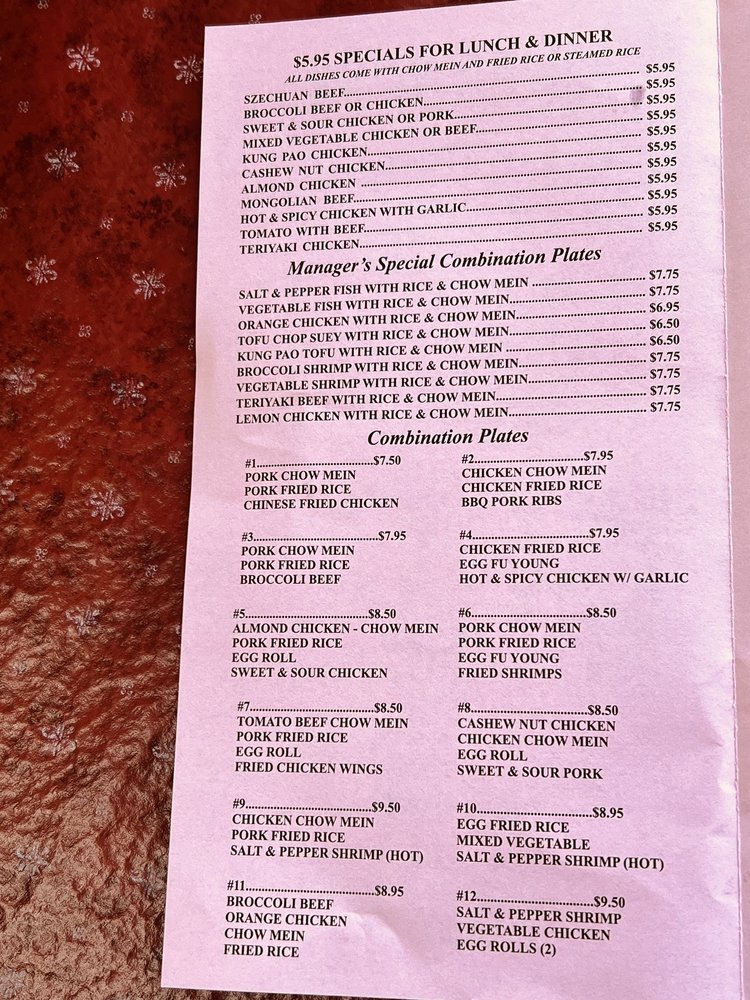 $5.95 SPECIALS FOR LUNCH & DINNER
ALL DISHES COME WITH CHOW MEIN AND FRIED RICE OR STEAMED RICE
SZECHUAN BEEF.......................................................................... $5.95
BROCCOLI BEEF OR CHICKEN...................................................... $5.95
SWEET & SOUR CHICKEN OR PORK............................................. $5.95
MIXED VEGETABLE CHICKEN OR BEEF....................................... $5.95
KUNG PAO CHICKEN.................................................................... $5.95
CASHEW NUT CHICKEN................................................................ $5.95
ALMOND CHICKEN ...................................................................... $5.95
MONGOLIAN BEEF........................................................................ $5.95
HOT & SPICY CHICKEN WITH GARLIC.......................................... $5.95
TOMATO WITH BEEF..................................................................... $5.95
TERIYAKI CHICKEN...................................................................... $5.95
Manager's Special Combination Plates
SALT & PEPPER FISH WITH RICE & CHOW MEIN ............................ $7.75
VEGETABLE FISH WITH RICE & CHOW MEIN.................................. $7.75
ORANGE CHICKEN WITH RICE & CHOW MEIN................................ $6.95
TOFU CHOP SUEY WITH RICE & CHOW MEIN.................................. $6.50
KUNG PAO TOFU WITH RICE & CHOW MEIN ................................... $6.50
BROCCOLI SHRIMP WITH RICE & CHOW MEIN................................ $7.75
VEGETABLE SHRIMP WITH RICE & CHOW MEIN.............................. $7.75
TERIYAKI BEEF WITH RICE & CHOW MEIN...................................... $7.75
LEMON CHICKEN WITH RICE & CHOW MEIN................................... $7.75
Combination Plates
#1...................................$7.50
PORK CHOW MEIN
PORK FRIED RICE
CHINESE FRIED CHICKEN
#2.................................$7.95
CHICKEN CHOW MEIN
CHICKEN FRIED RICE
BBQ PORK RIBS
#3......................................$7.95
PORK CHOW MEIN
PORK FRIED RICE
BROCCOLI BEEF
#4...................................$7.95
CHICKEN FRIED RICE
EGG FU YOUNG
HOT & SPICY CHICKEN W/ GARLIC
#5.....................................$8.50
ALMOND CHICKEN - CHOW MEIN
PORK FRIED RICE
EGG ROLL
SWEET & SOUR CHICKEN
#6...................................$8.50
PORK CHOW MEIN
PORK FRIED RICE
EGG FU YOUNG
FRIED SHRIMPS
#7.....................................$8.50
TOMATO BEEF CHOW MEIN
PORK FRIED RICE
EGG ROLL
FRIED CHICKEN WINGS
#8...................................$8.50
CASHEW NUT CHICKEN
CHICKEN CHOW MEIN
EGG ROLL
SWEET & SOUR PORK
#9......................................$9.50
CHICKEN CHOW MEIN
PORK FRIED RICE
SALT & PEPPER SHRIMP (HOT)
#10..................................$8.95
EGG FRIED RICE
MIXED VEGETABLE
SALT & PEPPER SHRIMP (HOT)
#11......................................$8.95
BROCCOLI BEEF
ORANGE CHICKEN
CHOW MEIN
FRIED RICE
#12..................................$9.50
SALT & PEPPER SHRIMP
VEGETABLE CHICKEN
EGG ROLLS (2)